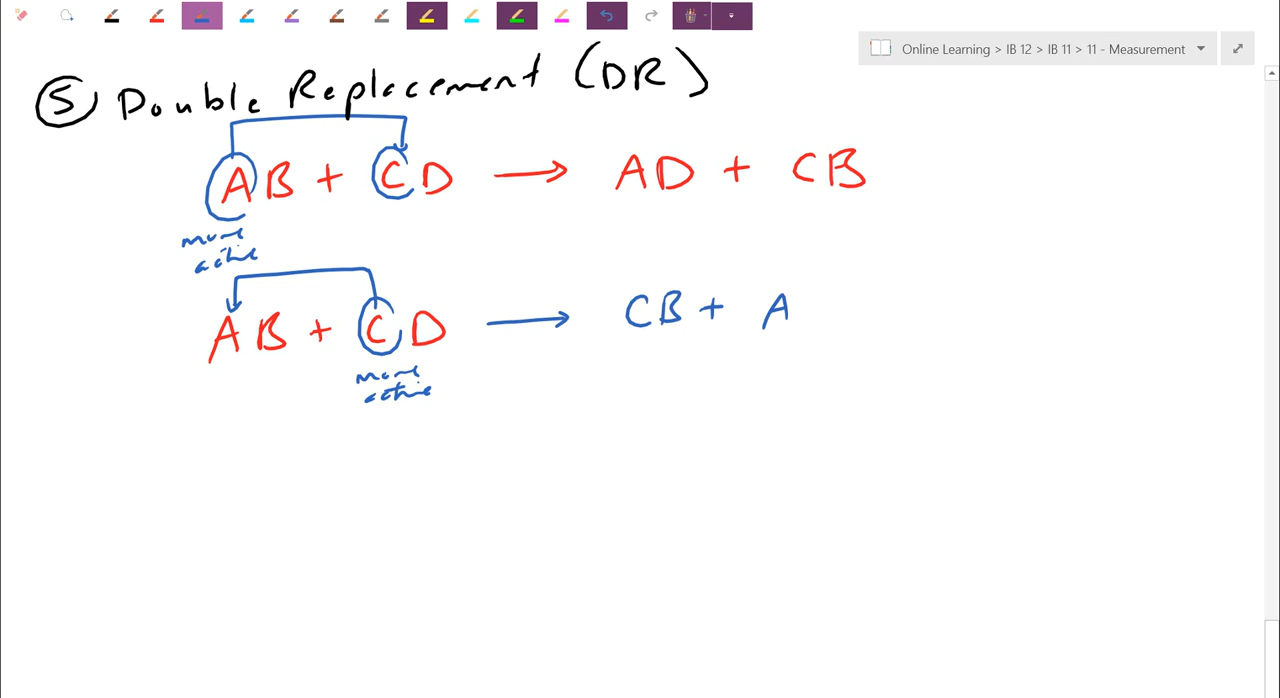 Online Learning > IB 12 > IB 11 > 11 - Measurement
5 Double Replacement (DR)
AB + CD → AD + CB
more
active
AB + CD → CB + A
more
active